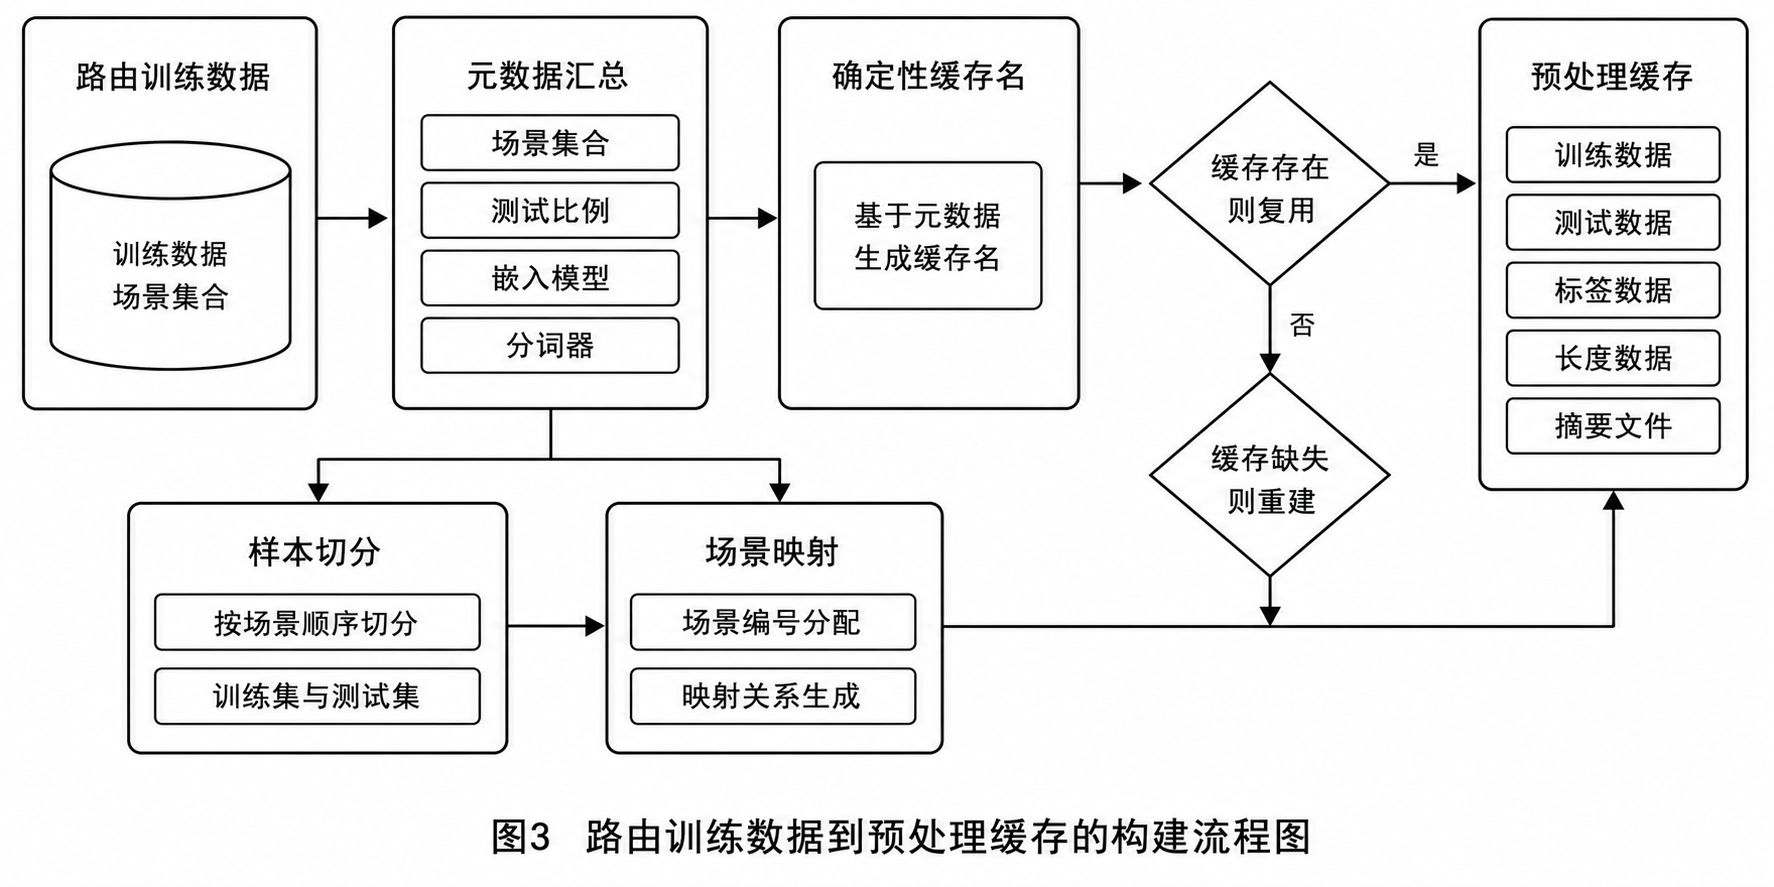 路由训练数据
训练数据
场景集合
元数据汇总
场景集合
测试比例
嵌入模型
分词器
确定性缓存名
基于元数据
生成缓存名
缓存存在
则复用
是
否
缓存缺失
则重建
预处理缓存
训练数据
测试数据
标签数据
长度数据
摘要文件
样本切分
按场景顺序切分
训练集与测试集
场景映射
场景编号分配
映射关系生成
图3 路由训练数据到预处理缓存的构建流程图